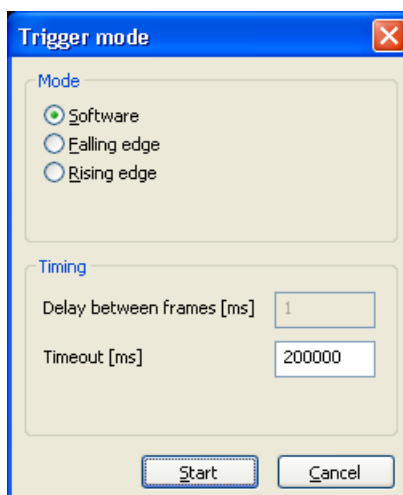 Trigger mode
Mode
Software
Falling edge
Rising edge
Timing
Delay between frames [ms] 1
Timeout [ms] 200000
Start Cancel